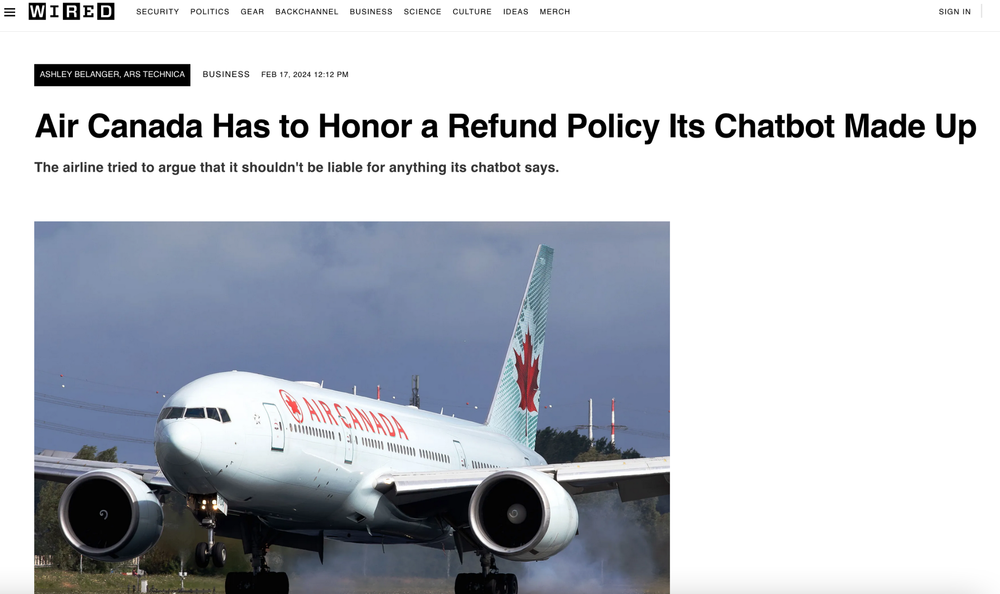 WIRED
SECURITY POLITICS GEAR BACKCHANNEL BUSINESS SCIENCE CULTURE IDEAS MERCH
SIGN IN
ASHLEY BELANGER, ARS TECHNICA BUSINESS FEB 17, 2024 12:12 PM
Air Canada Has to Honor a Refund Policy Its Chatbot Made Up
The airline tried to argue that it shouldn't be liable for anything its chatbot says.
704
AIR CANADA
704